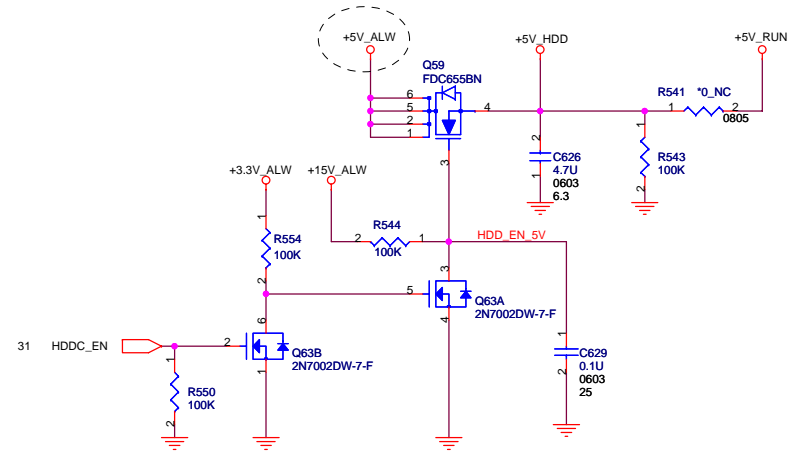 +5V_ALW
+5V_HDD
+5V_RUN
Q59
FDC655BN
6
5
2
1
4
3
R541 *0_NC
1 2
0805
2
1
C626
4.7U
0603
6.3
1
2
R543
100K
+3.3V_ALW
+15V_ALW
1
2
R554
100K
R544
2 1
100K
HDD_EN_5V
3
5
4
Q63A
2N7002DW-7-F
6
31 HDDC_EN
2
1
Q63B
2N7002DW-7-F
1
2
R550
100K
1
2
C629
0.1U
0603
25